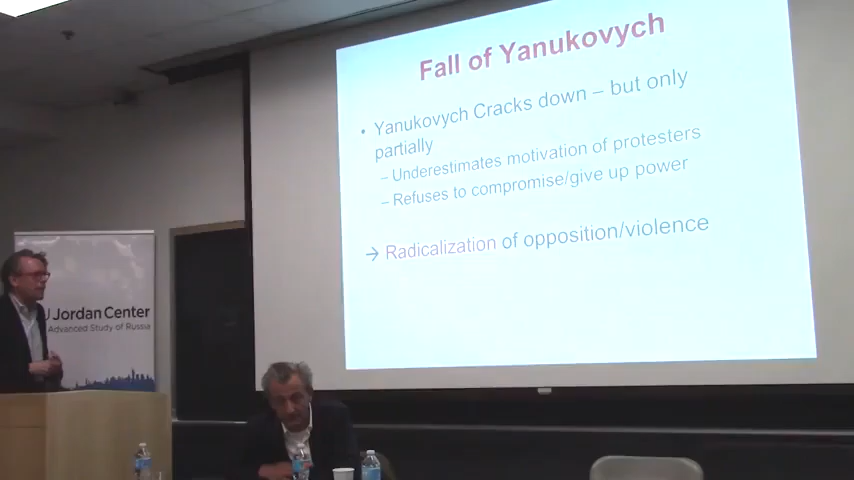 Fall of Yanukovych
• Yanukovych Cracks down – but only
partially
– Underestimates motivation of protesters
– Refuses to compromise/give up power
→ Radicalization of opposition/violence
Jordan Center
Advanced Study of Russia